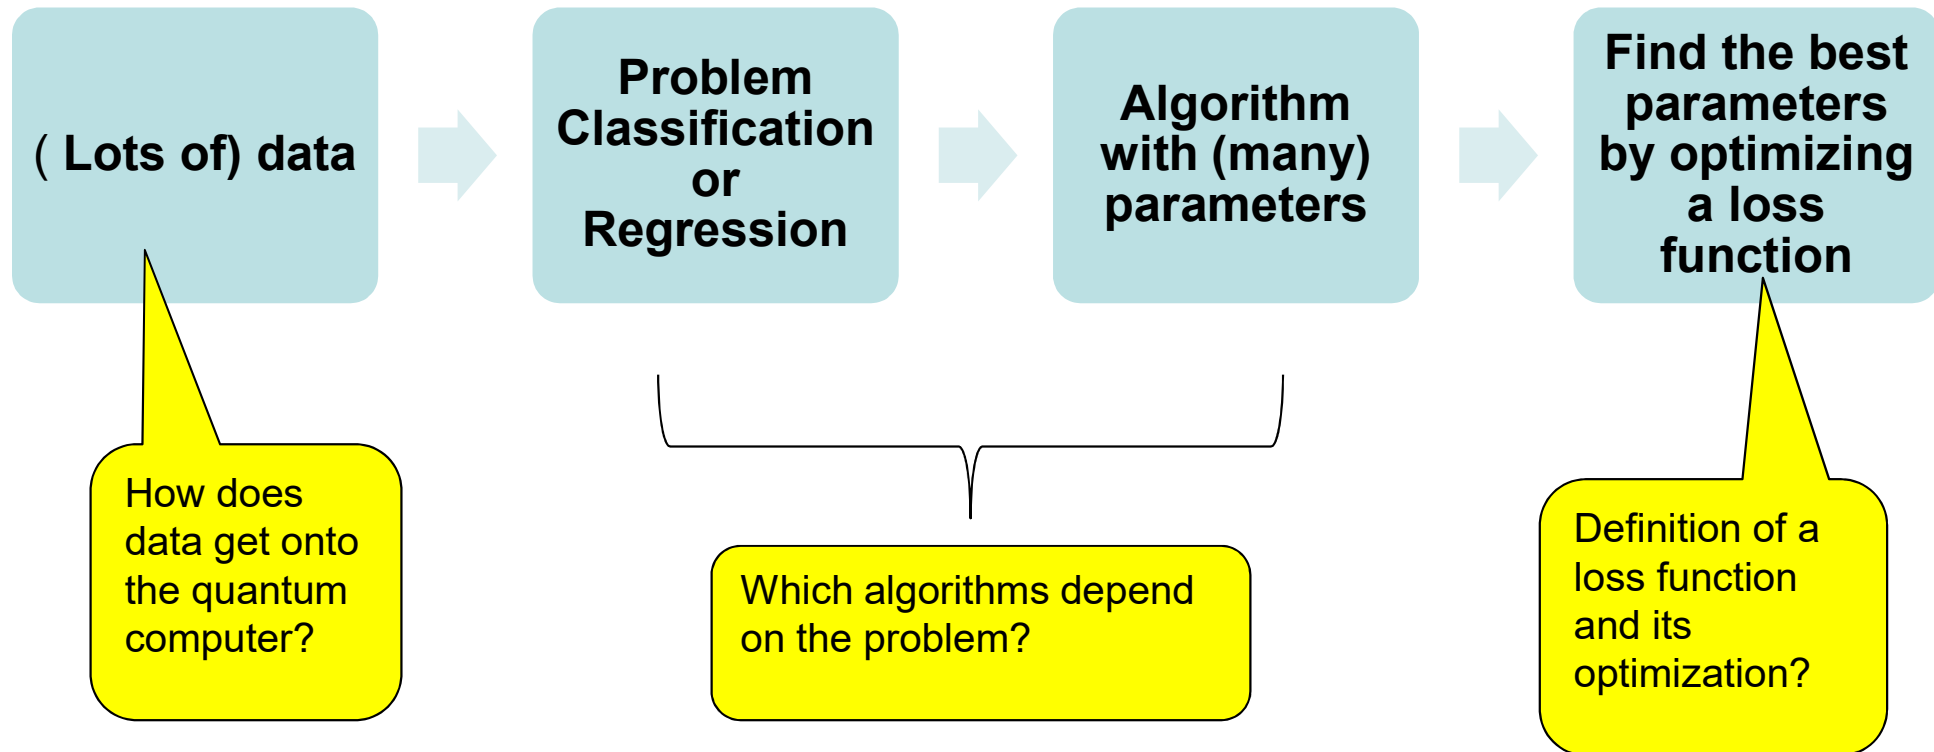 ( Lots of) data
Problem
Classification
or
Regression
Algorithm
with (many)
parameters
Find the best
parameters
by optimizing
a loss
function
How does
data get onto
the quantum
computer?
Which algorithms depend
on the problem?
Definition of a
loss function
and its
optimization?